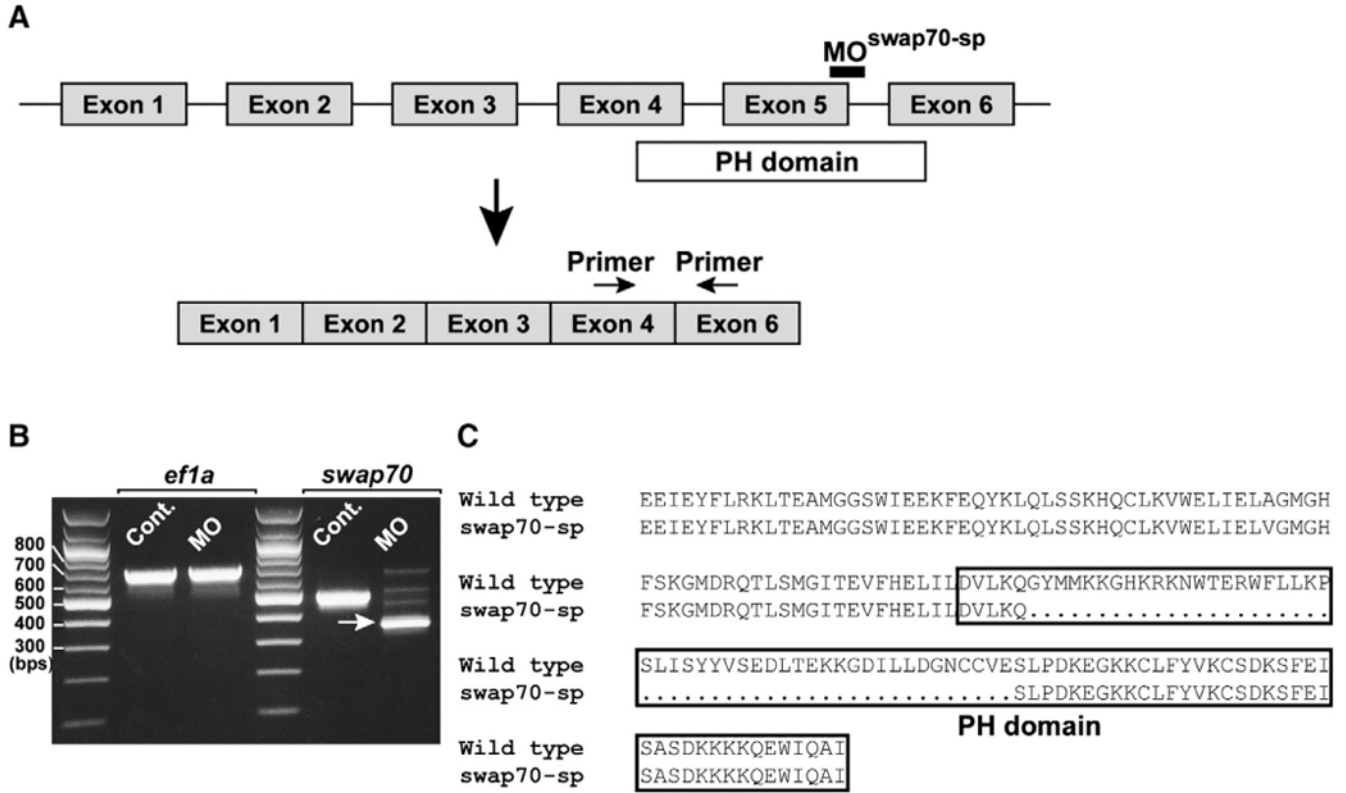 A
MO swap70-sp
Exon 1 Exon 2 Exon 3 Exon 4 Exon 5 Exon 6
PH domain
Primer Primer
Exon 1 Exon 2 Exon 3 Exon 4 Exon 6
B
ef1a swap70
Cont. MO Cont. MO
800
700
600
500
400
300
(bps)
C
Wild type EEIEYFLRKLTEAMGGSWIEEKFEQYKLQLSSKHQCLKVWELIELAGMGH
swap70-sp EEIEYFLRKLTEAMGGSWIEEKFEQYKLQLSSKHQCLKVWELIELVGMGH
Wild type FSKGMDRQTLSMGITEVFHELILDVLKQGYMMKKGHKRKNWTERWFLLKP
swap70-sp FSKGMDRQTLSMGITEVFHELILDVLKQ......................
Wild type SLISYYVSEDLTEKKGDILLDGNCCVESLPDKEGKKCLFYVKCSDKSFEI
swap70-sp ...........................SLPDKEGKKCLFYVKCSDKSFEI
PH domain
Wild type SASDKKKKQEWIQAI
swap70-sp SASDKKKKQEWIQAI